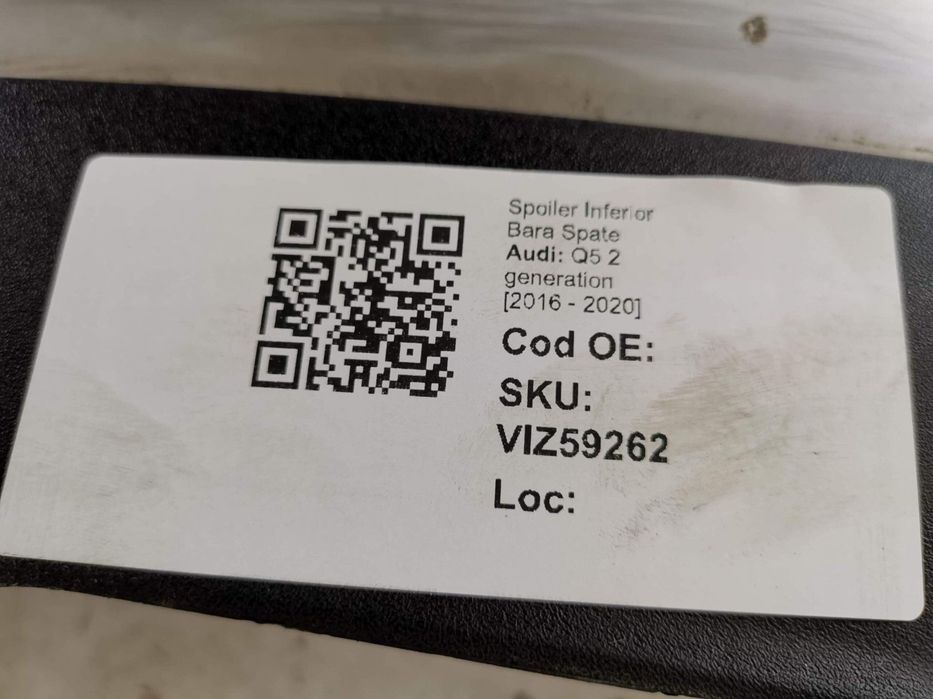 Spoiler Inferior
Bara Spate
Audi: Q5 2
generation
[2016 - 2020]
Cod OE:
SKU:
VIZ59262
Loc: